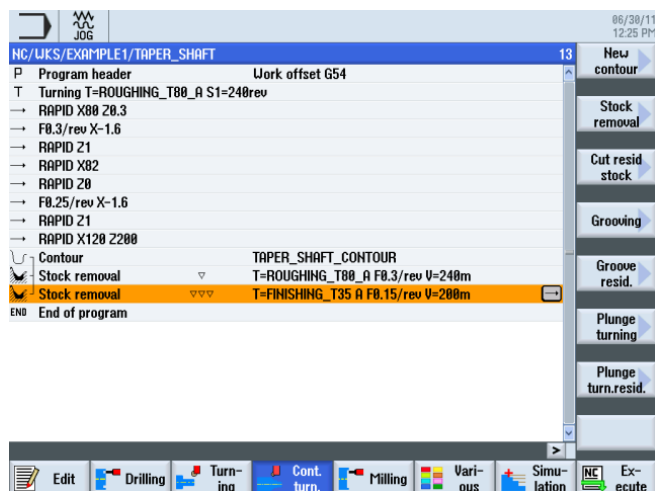 JOG
06/30/11
12:25 PM
NC/WKS/EXAMPLE1/TAPER_SHAFT 13
P Program header Work offset G54
T Turning T=ROUGHING_T80_A S1=240rev
RAPID X80 Z0.3
F0.3/rev X-1.6
RAPID Z1
RAPID X82
RAPID Z0
F0.25/rev X-1.6
RAPID Z1
RAPID X120 Z200
Contour TAPER_SHAFT_CONTOUR
Stock removal ▽ T=ROUGHING_T80_A F0.3/rev V=240m
Stock removal ▽▽▽ T=FINISHING_T35 A F0.15/rev V=200m
END End of program
New
contour
Stock
removal
Cut resid
stock
Grooving
Groove
resid.
Plunge
turning
Plunge
turn.resid.
Edit
Drilling
Turn-
ing
Cont.
turn.
Milling
Vari-
ous
Simu-
lation
NC Ex-
ecute